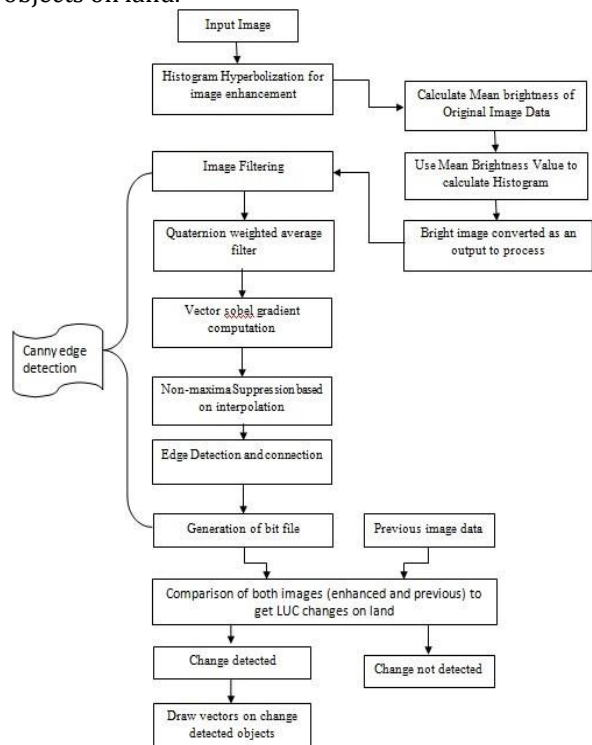 objects on land.
Input Image
Histogram Hyperbolization for
image enhancement
Calculate Mean brightness of
Original Image Data
Use Mean Brightness Value to
calculate Histogram
Bright image converted as an
output to process
Image Filtering
Quaternion weighted average
filter
Vector sobel gradient
computation
Canny edge
detection
Non-maxima Suppression based
on interpolation
Edge Detection and connection
Generation of bit file
Previous image data
Comparison of both images (enhanced and previous) to
get LUC changes on land
Change detected
Change not detected
Draw vectors on change
detected objects